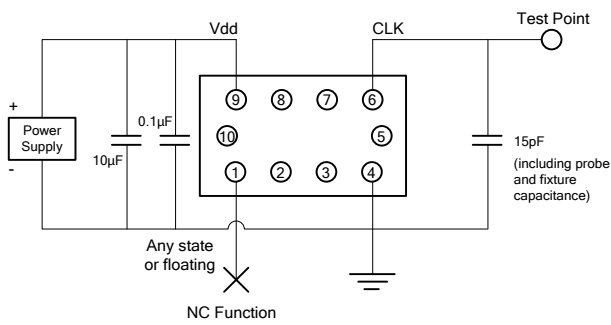 Test Point
Vdd
CLK
9
8
7
6
+
Power
Supply
-
10µF
0.1µF
10
5
15pF
(including probe
and fixture
capacitance)
1
2
3
4
Any state
or floating
NC Function